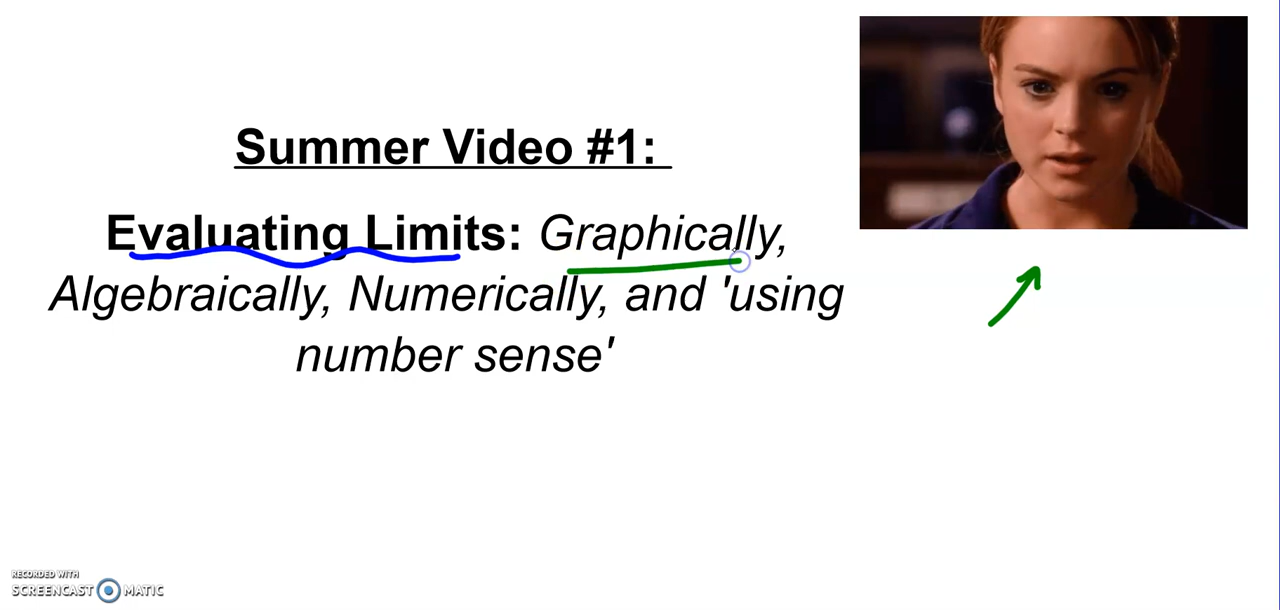 Summer Video #1:
Evaluating Limits: Graphically,
Algebraically, Numerically, and 'using
number sense'
RECORDED WITH
SCREENCAST MATIC